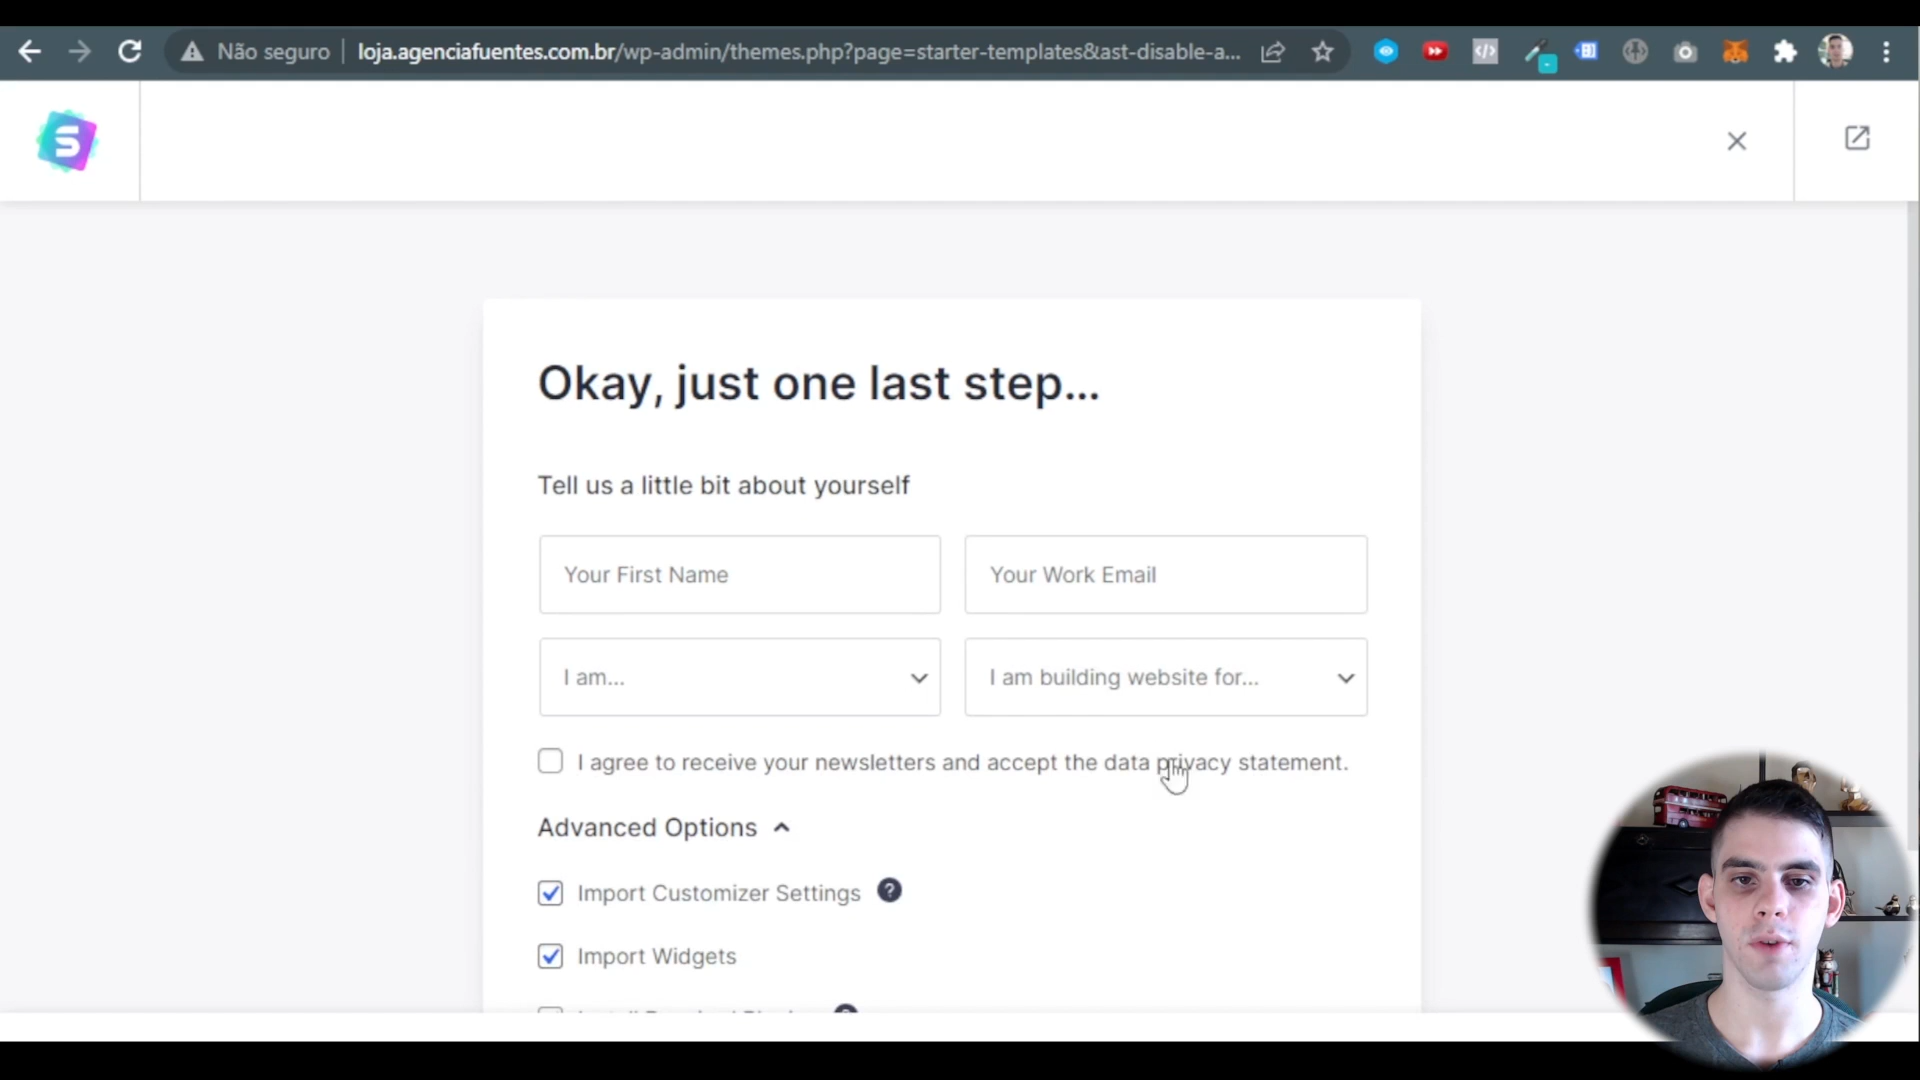 Não seguro
loja.agenciafuentes.com.br/wp-admin/themes.php?page=starter-templates&ast-disable-a...
Okay, just one last step...
Tell us a little bit about yourself
Your First Name
Your Work Email
I am...
I am building website for...
I agree to receive your newsletters and accept the data privacy statement.
Advanced Options
Import Customizer Settings
?
Import Widgets